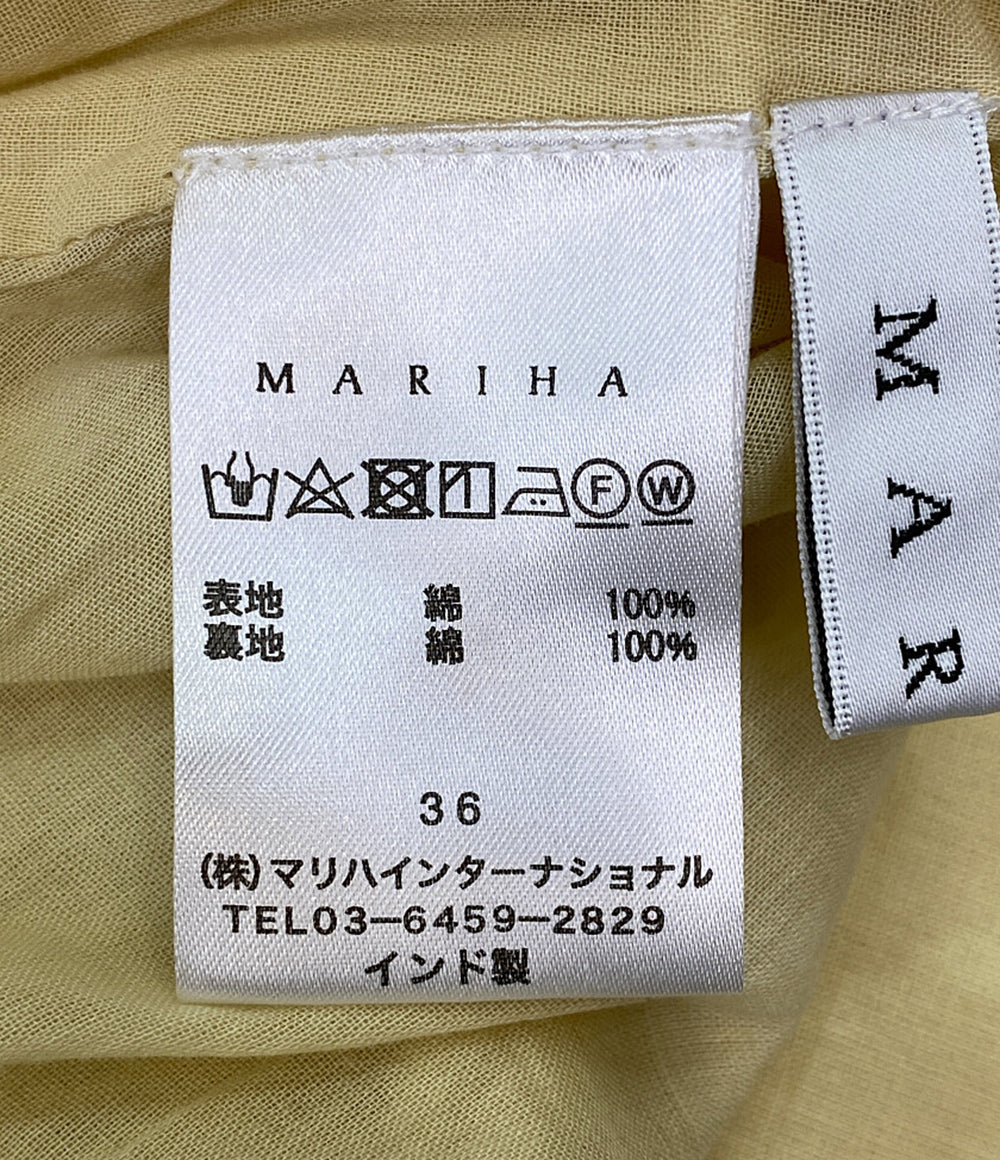 MARIHA
F W
表地 綿 100%
裏地 綿 100%
36
(株)マリハインターナショナル
TEL03-6459-2829
インド製
MAR